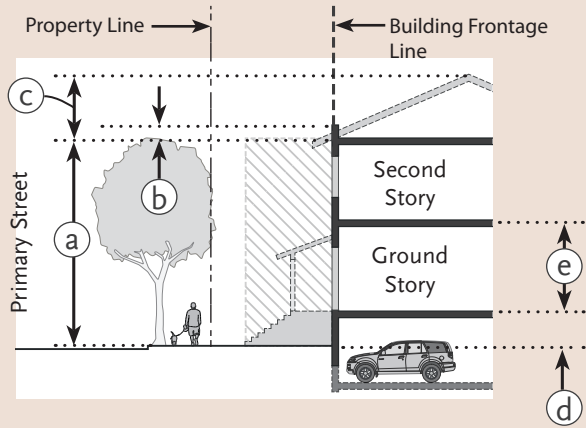 Property Line
Building Frontage
Line
c
b
a
Primary Street
Second
Story
Ground
Story
e
d